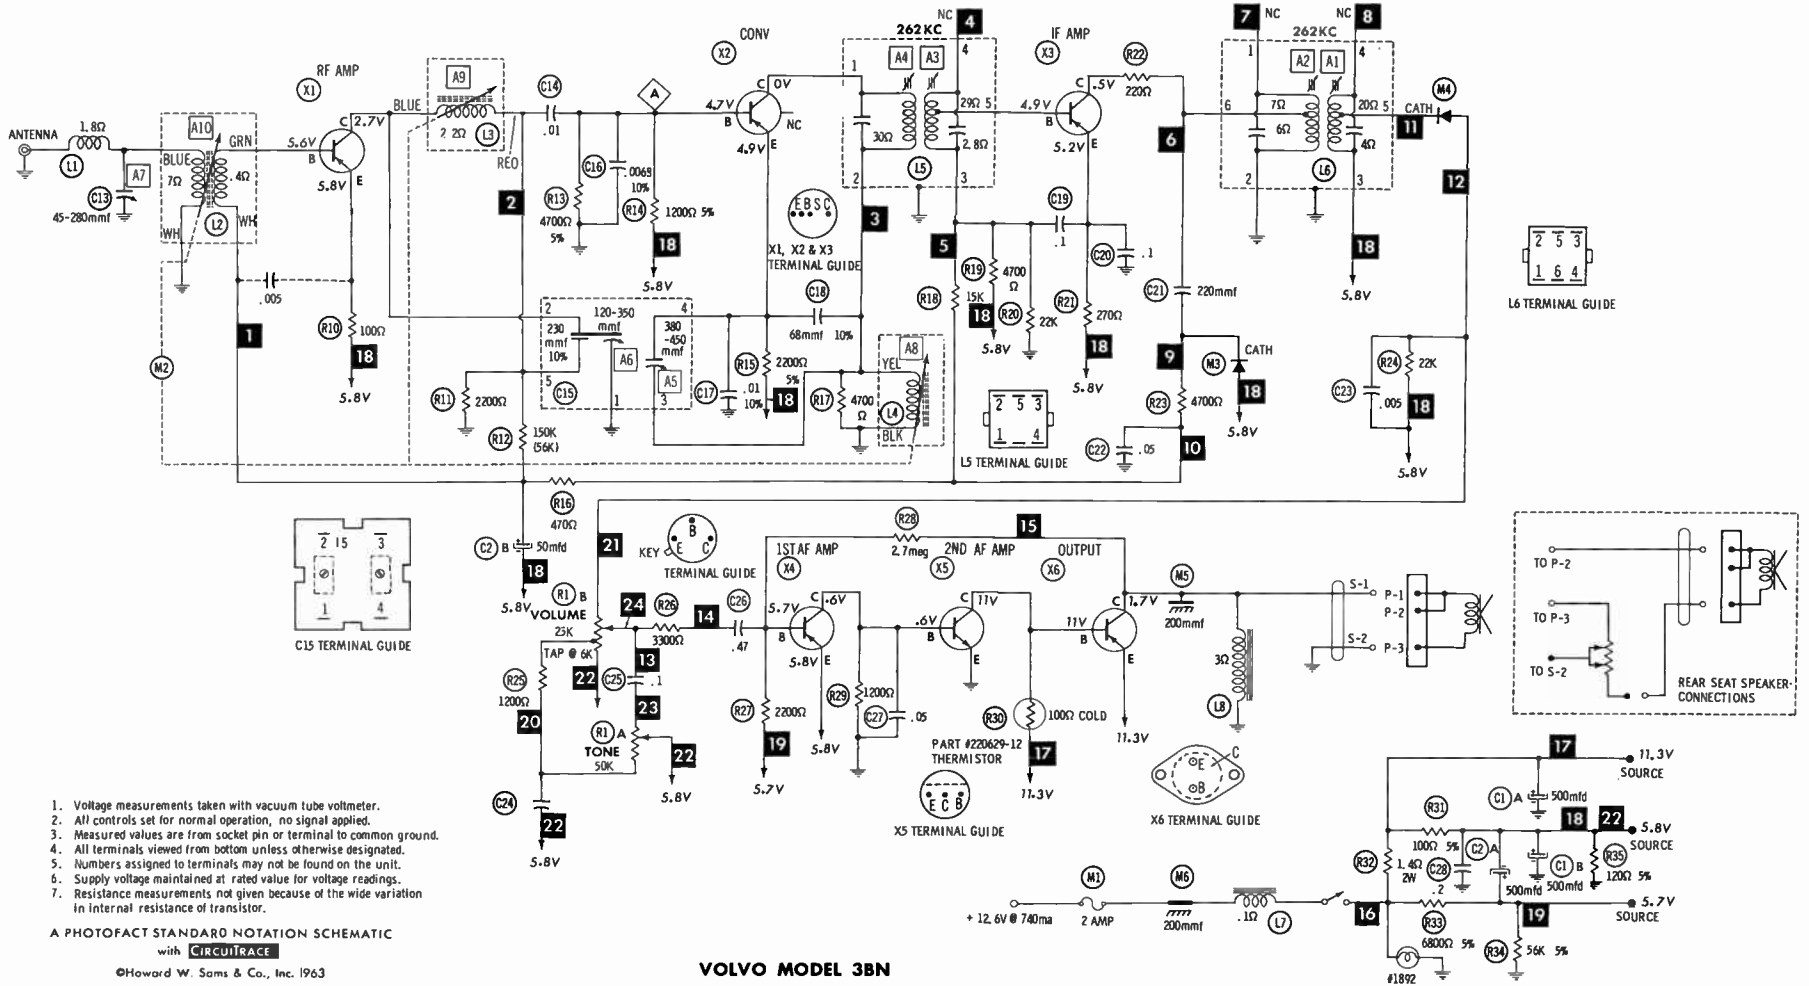 NC 4
7 NC
NC 8
262KC
262KC
CONV
X2
RF AMP
X1
IF AMP
X3
A4 A3
A2 A1
A9
BLUE
2.2Ω
L3
RED
C14
.01
A
4.7V
B
C 0V
NC
4.9V
E
1
4
30Ω
29Ω 5
2.8Ω
2
L5
3
4.9V
B
C .5V
5.2V
E
R22
220Ω
6
1
4
6
7Ω
6Ω
20Ω 5
4Ω
2
L6
3
CATH
M4
11
12
ANTENNA
1.8Ω
L1
C13
45-280mmf
A7
A10
BLUE
7Ω
GRN
.4Ω
WH
WH
L2
5.6V
B
C 2.7V
5.8V
E
.005
1
R10
100Ω
18
5.8V
M2
2
R13
4700Ω
5%
C16
.0068
10%
R14
1200Ω 5%
18
5.8V
E B S C
X1, X2 & X3
TERMINAL GUIDE
3
5
R19
4700
Ω
18
5.8V
R18
15K
R20
22K
C19
.1
C20
.1
R21
270Ω
18
5.8V
C21
220mmf
9
M3
CATH
18
5.8V
R23
4700Ω
C22
.05
10
18
5.8V
R24
22K
C23
.005
18
5.8V
2 5 3
1 6 4
L6 TERMINAL GUIDE
2
120-350
mmf
4
230
mmf
10%
380
-450
mmf
A6
A5
5
C15
1
3
R11
2200Ω
R12
150K
(56K)
C17
.01
10%
R15
2200Ω
5%
18
C18
68mmf 10%
R17
4700
Ω
YEL
A8
L4
BLK
2 5 3
1 4
L5 TERMINAL GUIDE
R16
470Ω
C2 B
50mfd
18
5.8V
2 15 3
1 4
C15 TERMINAL GUIDE
21
B
E C
KEY
TERMINAL GUIDE
R1 B
VOLUME
25K
TAP @ 6K
24
R26
3300Ω
14
C26
.47
13
C25
.1
22
23
R25
1200Ω
20
R1 A
TONE
50K
22
5.8V
C24
22
5.8V
R28
2.7meg
15
1ST AF AMP
X4
2ND AF AMP
X5
OUTPUT
X6
5.7V
B
C .6V
5.8V
E
5.8V
R27
2200Ω
19
5.7V
R29
1200Ω
C27
.05
.6V
B
C 11V
E
11V
B
C 1.7V
E
11.3V
R30
100Ω COLD
PART #220629-12
THERMISTOR
17
11.3V
E C B
X5 TERMINAL GUIDE
M5
200mmf
3Ω
L8
E
B
C
X6 TERMINAL GUIDE
S-1
P-1
P-2
S-2
P-3
TO P-2
TO P-3
TO S-2
REAR SEAT SPEAKER-
CONNECTIONS
17
11.3V
SOURCE
C1 A
500mfd
R31
100Ω 5%
18 22
5.8V
SOURCE
R32
1.4Ω
2W
C28
.2
C2 A
500mfd
C1 B
500mfd
R35
120Ω 5%
+12.6V @ 740ma
M1
2 AMP
M6
200mmf
.1Ω
L7
16
R33
6800Ω 5%
19
5.7V
SOURCE
R34
56K 5%
#1892
1. Voltage measurements taken with vacuum tube voltmeter.
2. All controls set for normal operation, no signal applied.
3. Measured values are from socket pin or terminal to common ground.
4. All terminals viewed from bottom unless otherwise designated.
5. Numbers assigned to terminals may not be found on the unit.
6. Supply voltage maintained at rated value for voltage readings.
7. Resistance measurements not given because of the wide variation
in internal resistance of transistor.
A PHOTOFACT STANDARD NOTATION SCHEMATIC
with CIRCUITRACE
©Howard W. Sams & Co., Inc. 1963
VOLVO MODEL 3BN